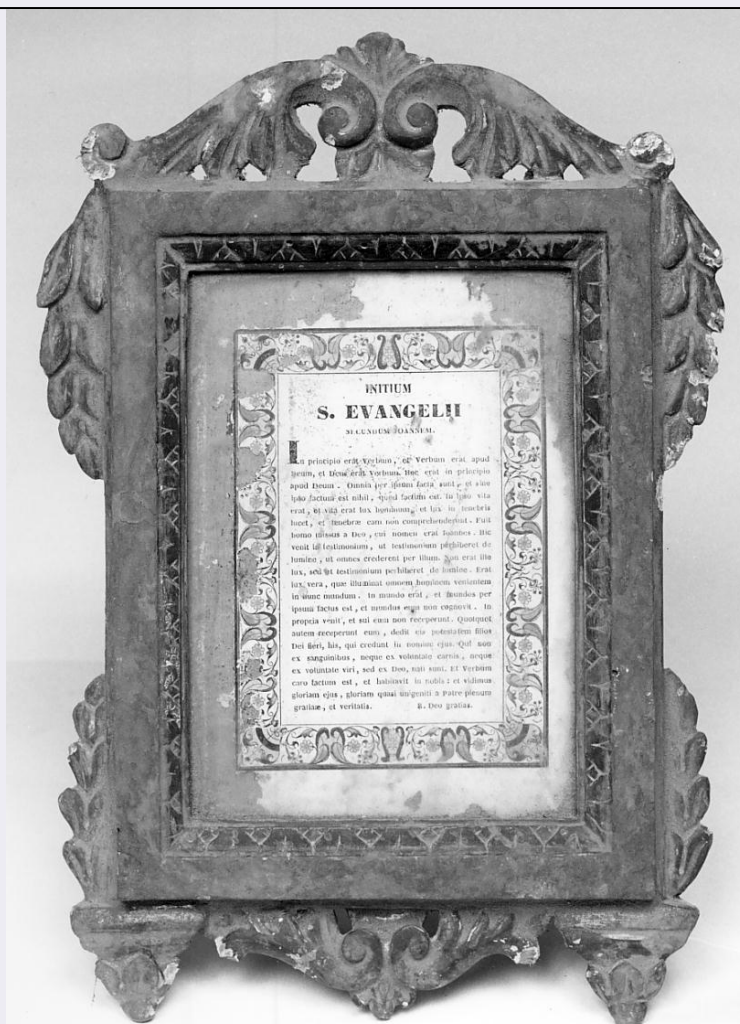 INITIUM
S. EVANGELII
SECUNDUM JOANNEM.
In principio erat Verbum, et Verbum erat apud
Deum, et Deus erat Verbum. Hoc erat in principio
apud Deum. Omnia per ipsum facta sunt, et sine
ipso factum est nihil, quod factum est. In ipso vita
erat, et vita erat lux hominum, et lux in tenebris
lucet, et tenebræ eam non comprehenderunt. Fuit
homo missus a Deo, cui nomen erat Joannes. Hic
venit in testimonium, ut testimonium perhiberet de
lumine, ut omnes crederent per illum. Non erat ille
lux, sed ut testimonium perhiberet de lumine. Erat
lux vera, quæ illuminat omnem hominem venientem
in hunc mundum. In mundo erat, et mundus per
ipsum factus est, et mundus eum non cognovit. In
propria venit, et sui eum non receperunt. Quotquot
autem receperunt eum, dedit eis potestatem filios
Dei fieri, his, qui credunt in nomine ejus. Qui non
ex sanguinibus, neque ex voluntate carnis, neque
ex voluntate viri, sed ex Deo, nati sunt. Et Verbum
caro factum est, et habitavit in nobis: et vidimus
gloriam ejus, gloriam quasi unigeniti a Patre plenum
gratiæ, et veritatis. R. Deo gratias.